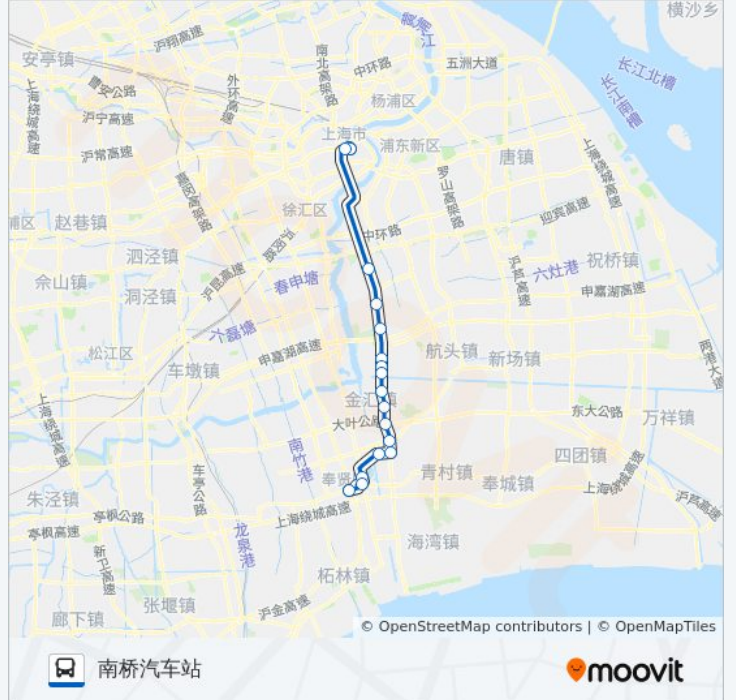 横沙乡
安亭镇
沪翔高速
南北高架路
中环路
五洲大道
长江北槽
长江南槽
曹安公路
外环高速
杨浦区
上海绕城高速
沪宁高速
上海市
浦东新区
沪常高速
唐镇
上海绕城高速
嘉闵高架路
罗山高架路
徐汇区
迎宾高速
赵巷镇
中环路
沪闵路
泗泾镇
祝桥镇
佘山镇
沪昆高速
春申塘
沪芦高速
六灶港
洞泾镇
申嘉湖高速
松江区
申嘉湖高速
航头镇
新场镇
两港大道
车墩镇
金汇镇
上海绕城高速
东大公路
万祥镇
大叶公路
南竹港
四团镇
奉贤
青村镇
奉城镇
上海绕城高速
车亭公路
沪芦高速
朱泾镇
亭枫公路
上海绕城高速
亭枫高速
龙泉港
海湾镇
新卫高速
柘林镇
张堰镇
沪金高速
廊下镇
© OpenStreetMap contributors | © OpenMapTiles
南桥汽车站
moovit